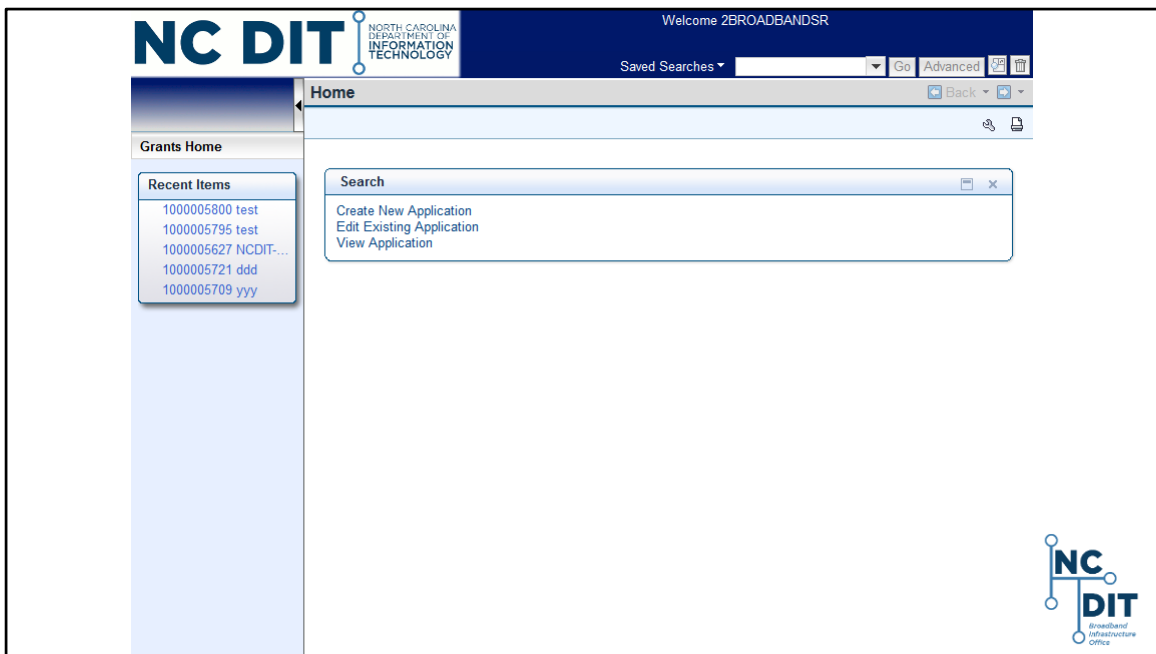 NC DIT
NORTH CAROLINA
DEPARTMENT OF
INFORMATION
TECHNOLOGY
Welcome 2BROADBANDSR
Saved Searches
Go
Advanced
Home
Back
Grants Home
Recent Items
1000005800 test
1000005795 test
1000005627 NCDIT-...
1000005721 ddd
1000005709 yyy
Search
Create New Application
Edit Existing Application
View Application
NC
DIT
Broadband
Infrastructure
Office